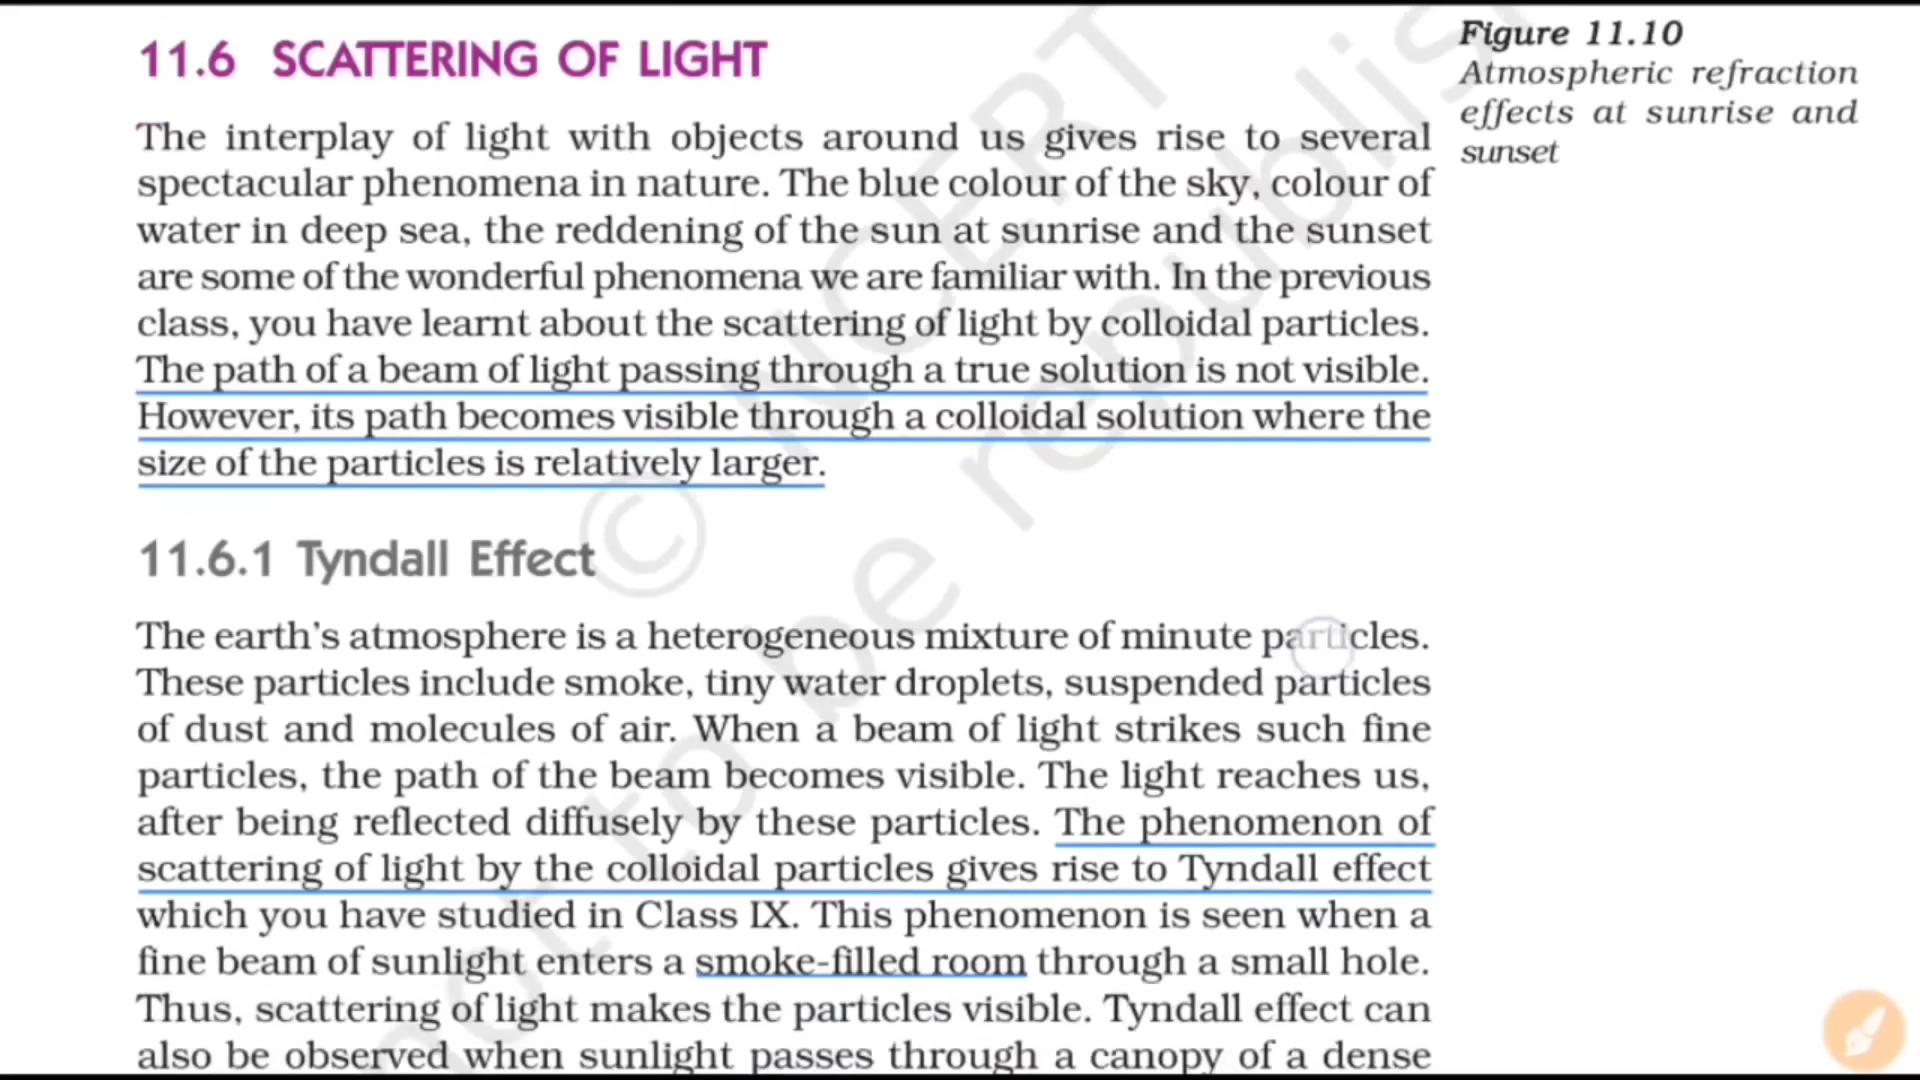 11.6 SCATTERING OF LIGHT
The interplay of light with objects around us gives rise to several
spectacular phenomena in nature. The blue colour of the sky, colour of
water in deep sea, the reddening of the sun at sunrise and the sunset
are some of the wonderful phenomena we are familiar with. In the previous
class, you have learnt about the scattering of light by colloidal particles.
The path of a beam of light passing through a true solution is not visible.
However, its path becomes visible through a colloidal solution where the
size of the particles is relatively larger.
11.6.1 Tyndall Effect
The earth's atmosphere is a heterogeneous mixture of minute particles.
These particles include smoke, tiny water droplets, suspended particles
of dust and molecules of air. When a beam of light strikes such fine
particles, the path of the beam becomes visible. The light reaches us,
after being reflected diffusely by these particles. The phenomenon of
scattering of light by the colloidal particles gives rise to Tyndall effect
which you have studied in Class IX. This phenomenon is seen when a
fine beam of sunlight enters a smoke-filled room through a small hole.
Thus, scattering of light makes the particles visible. Tyndall effect can
also be observed when sunlight passes through a canopy of a dense
Figure 11.10
Atmospheric refraction
effects at sunrise and
sunset
© NCERT
not to be republis